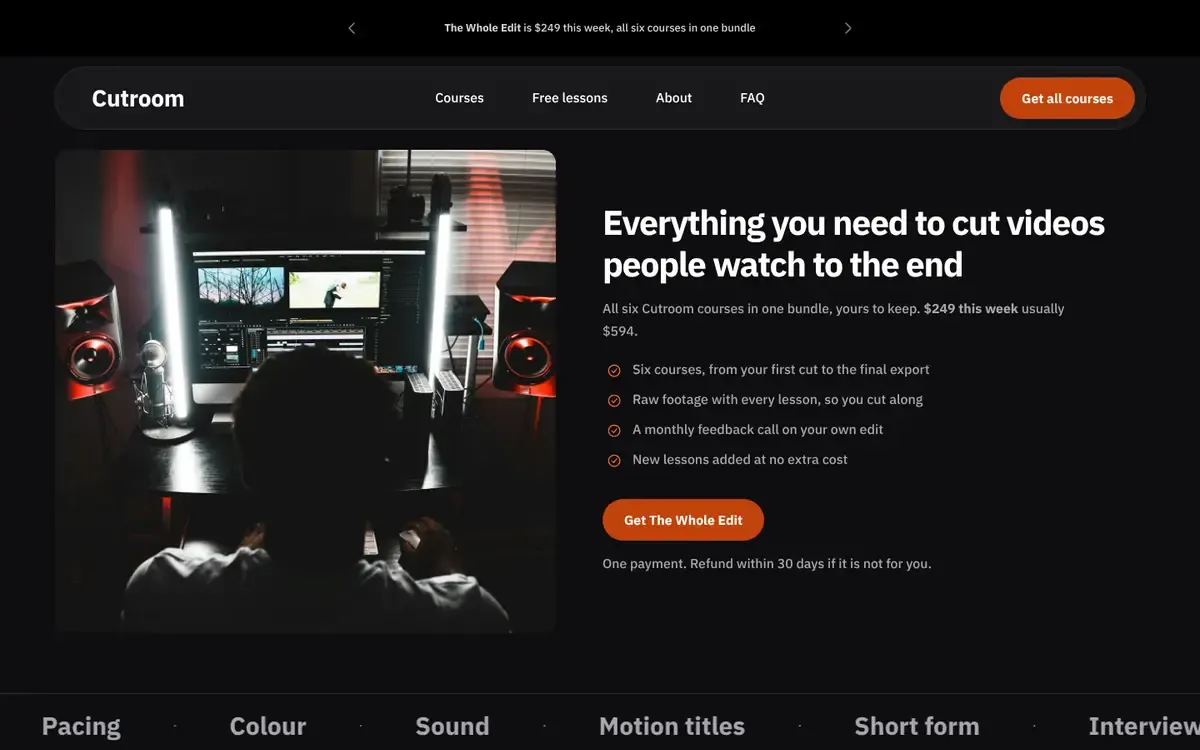 The Whole Edit is $249 this week, all six courses in one bundle
Cutroom
Courses
Free lessons
About
FAQ
Get all courses
Everything you need to cut videos
people watch to the end
All six Cutroom courses in one bundle, yours to keep. $249 this week usually
$594.
Six courses, from your first cut to the final export
Raw footage with every lesson, so you cut along
A monthly feedback call on your own edit
New lessons added at no extra cost
Get The Whole Edit
One payment. Refund within 30 days if it is not for you.
Pacing · Colour · Sound · Motion titles · Short form · Interview